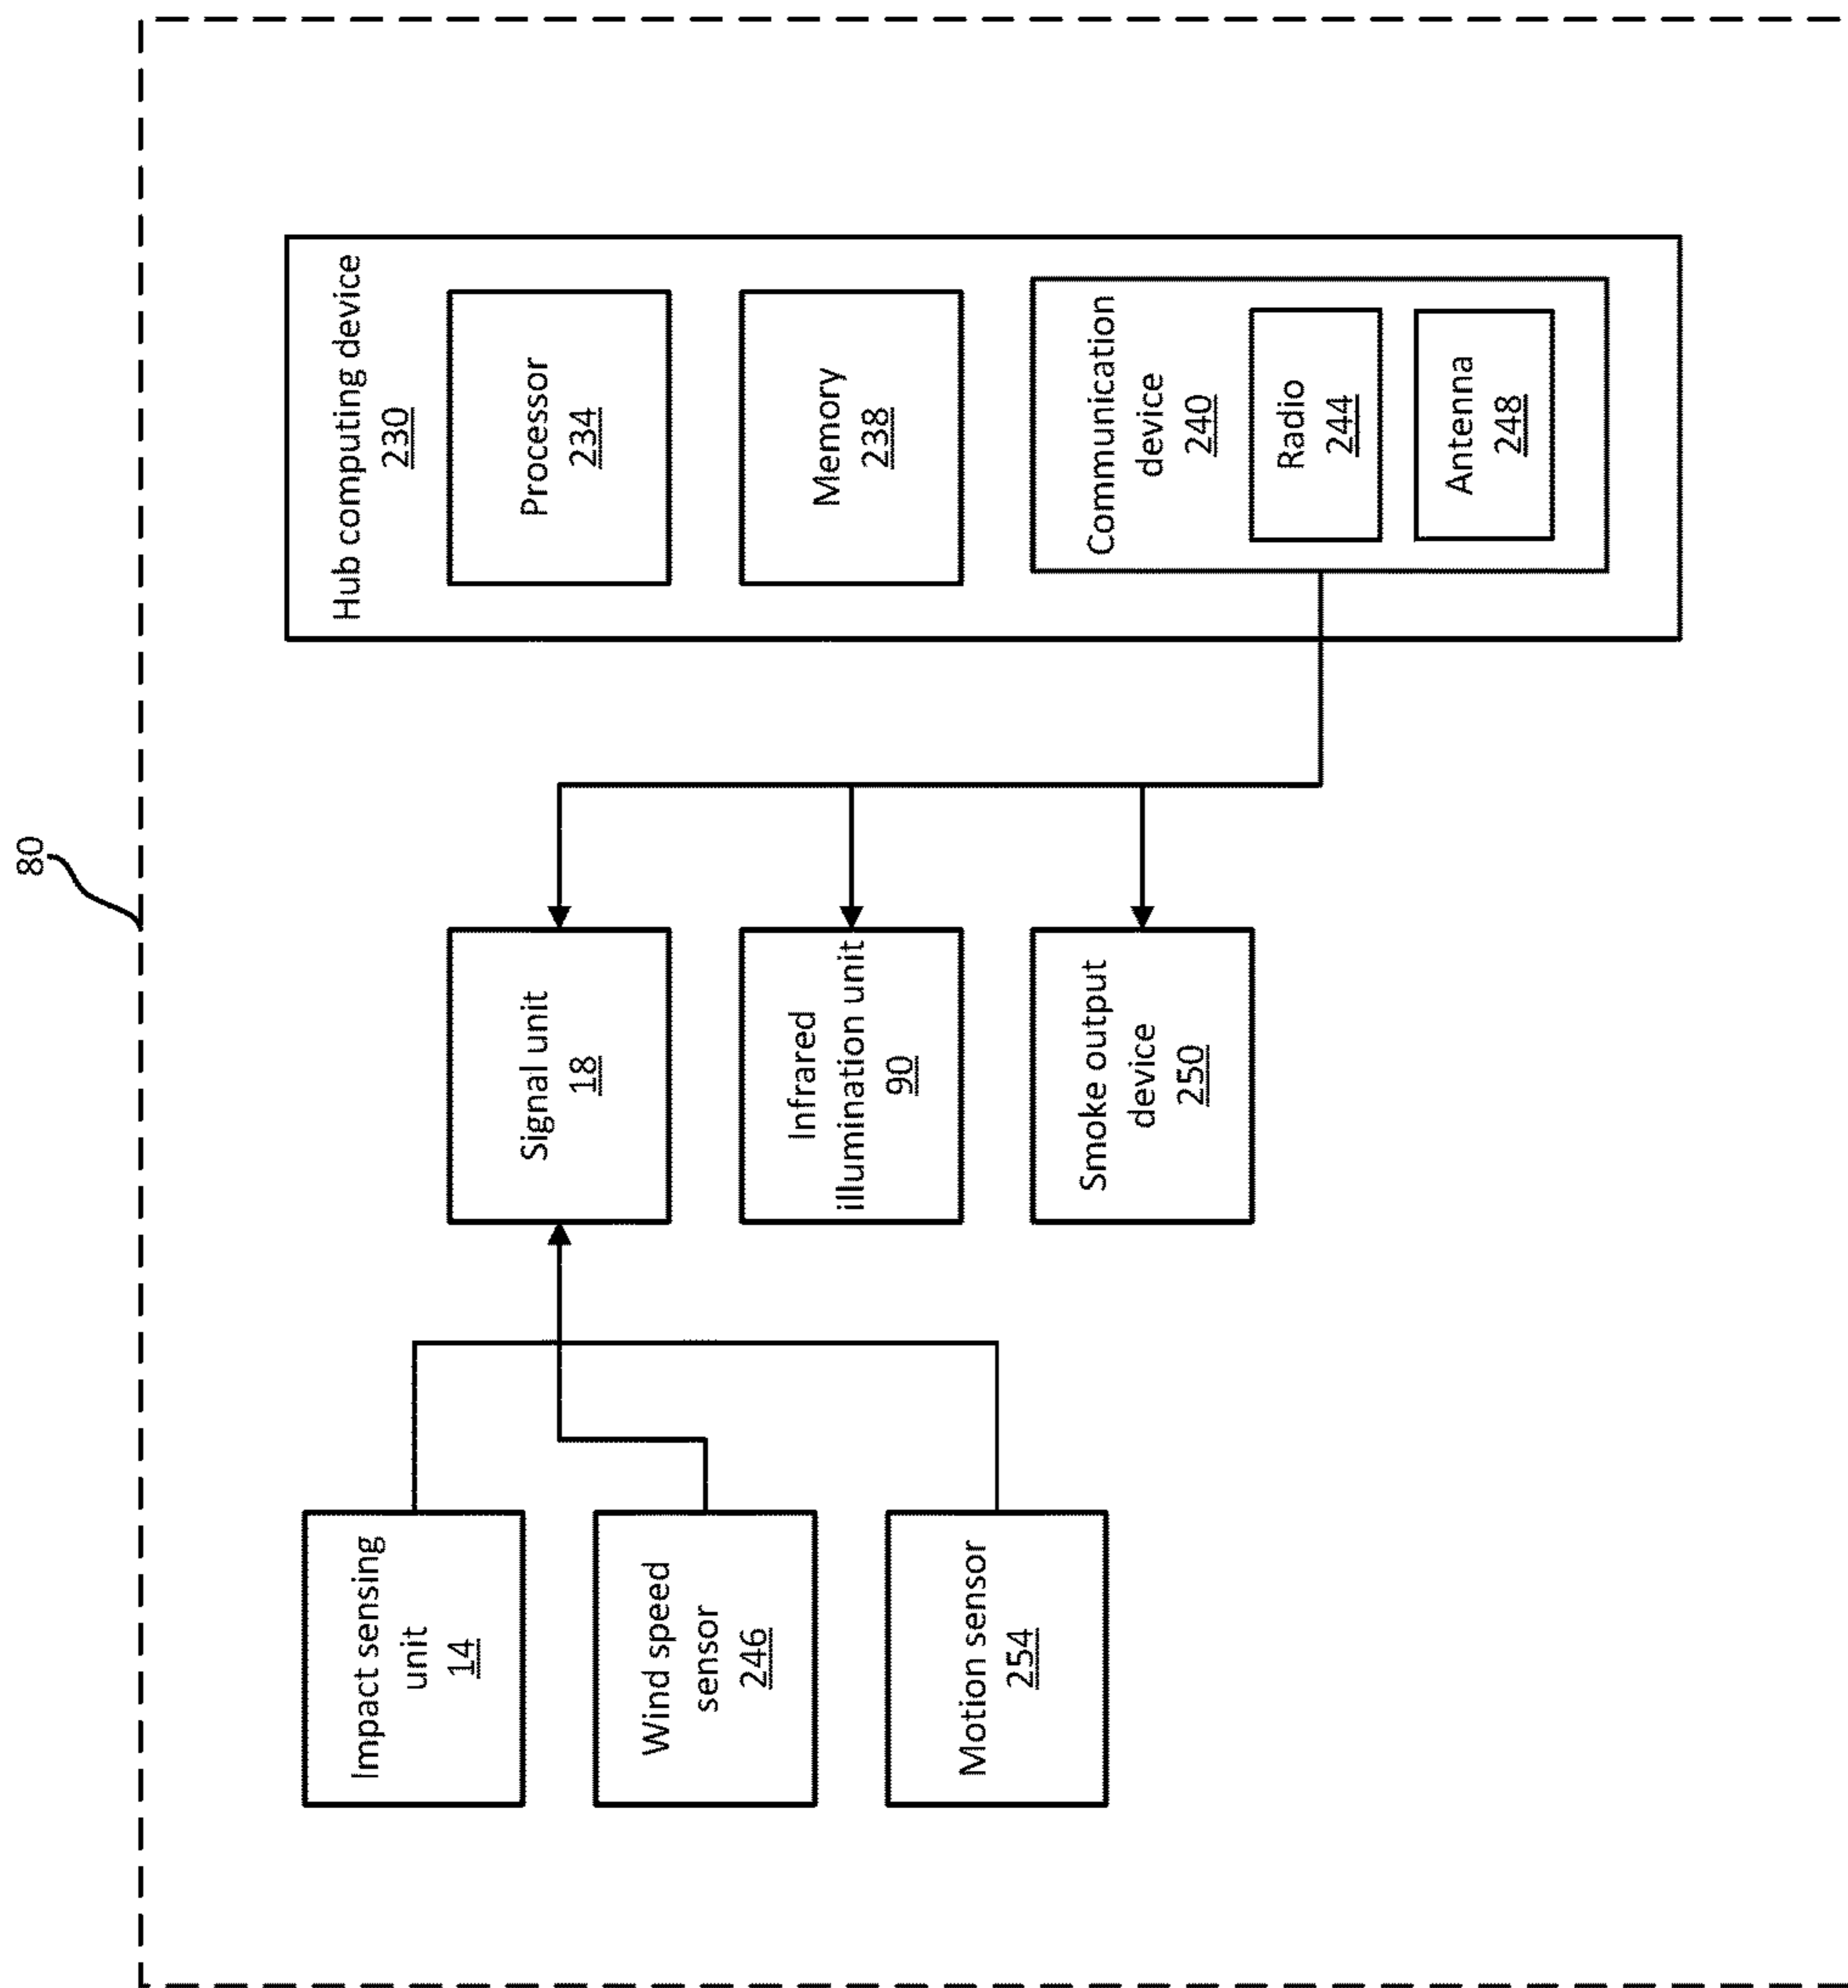 80
Impact sensing
unit
14
Wind speed
sensor
246
Motion sensor
254
Signal unit
18
Infrared
illumination unit
90
Smoke output
device
250
Hub computing device
230
Processor
234
Memory
238
Communication
device
240
Radio
244
Antenna
248